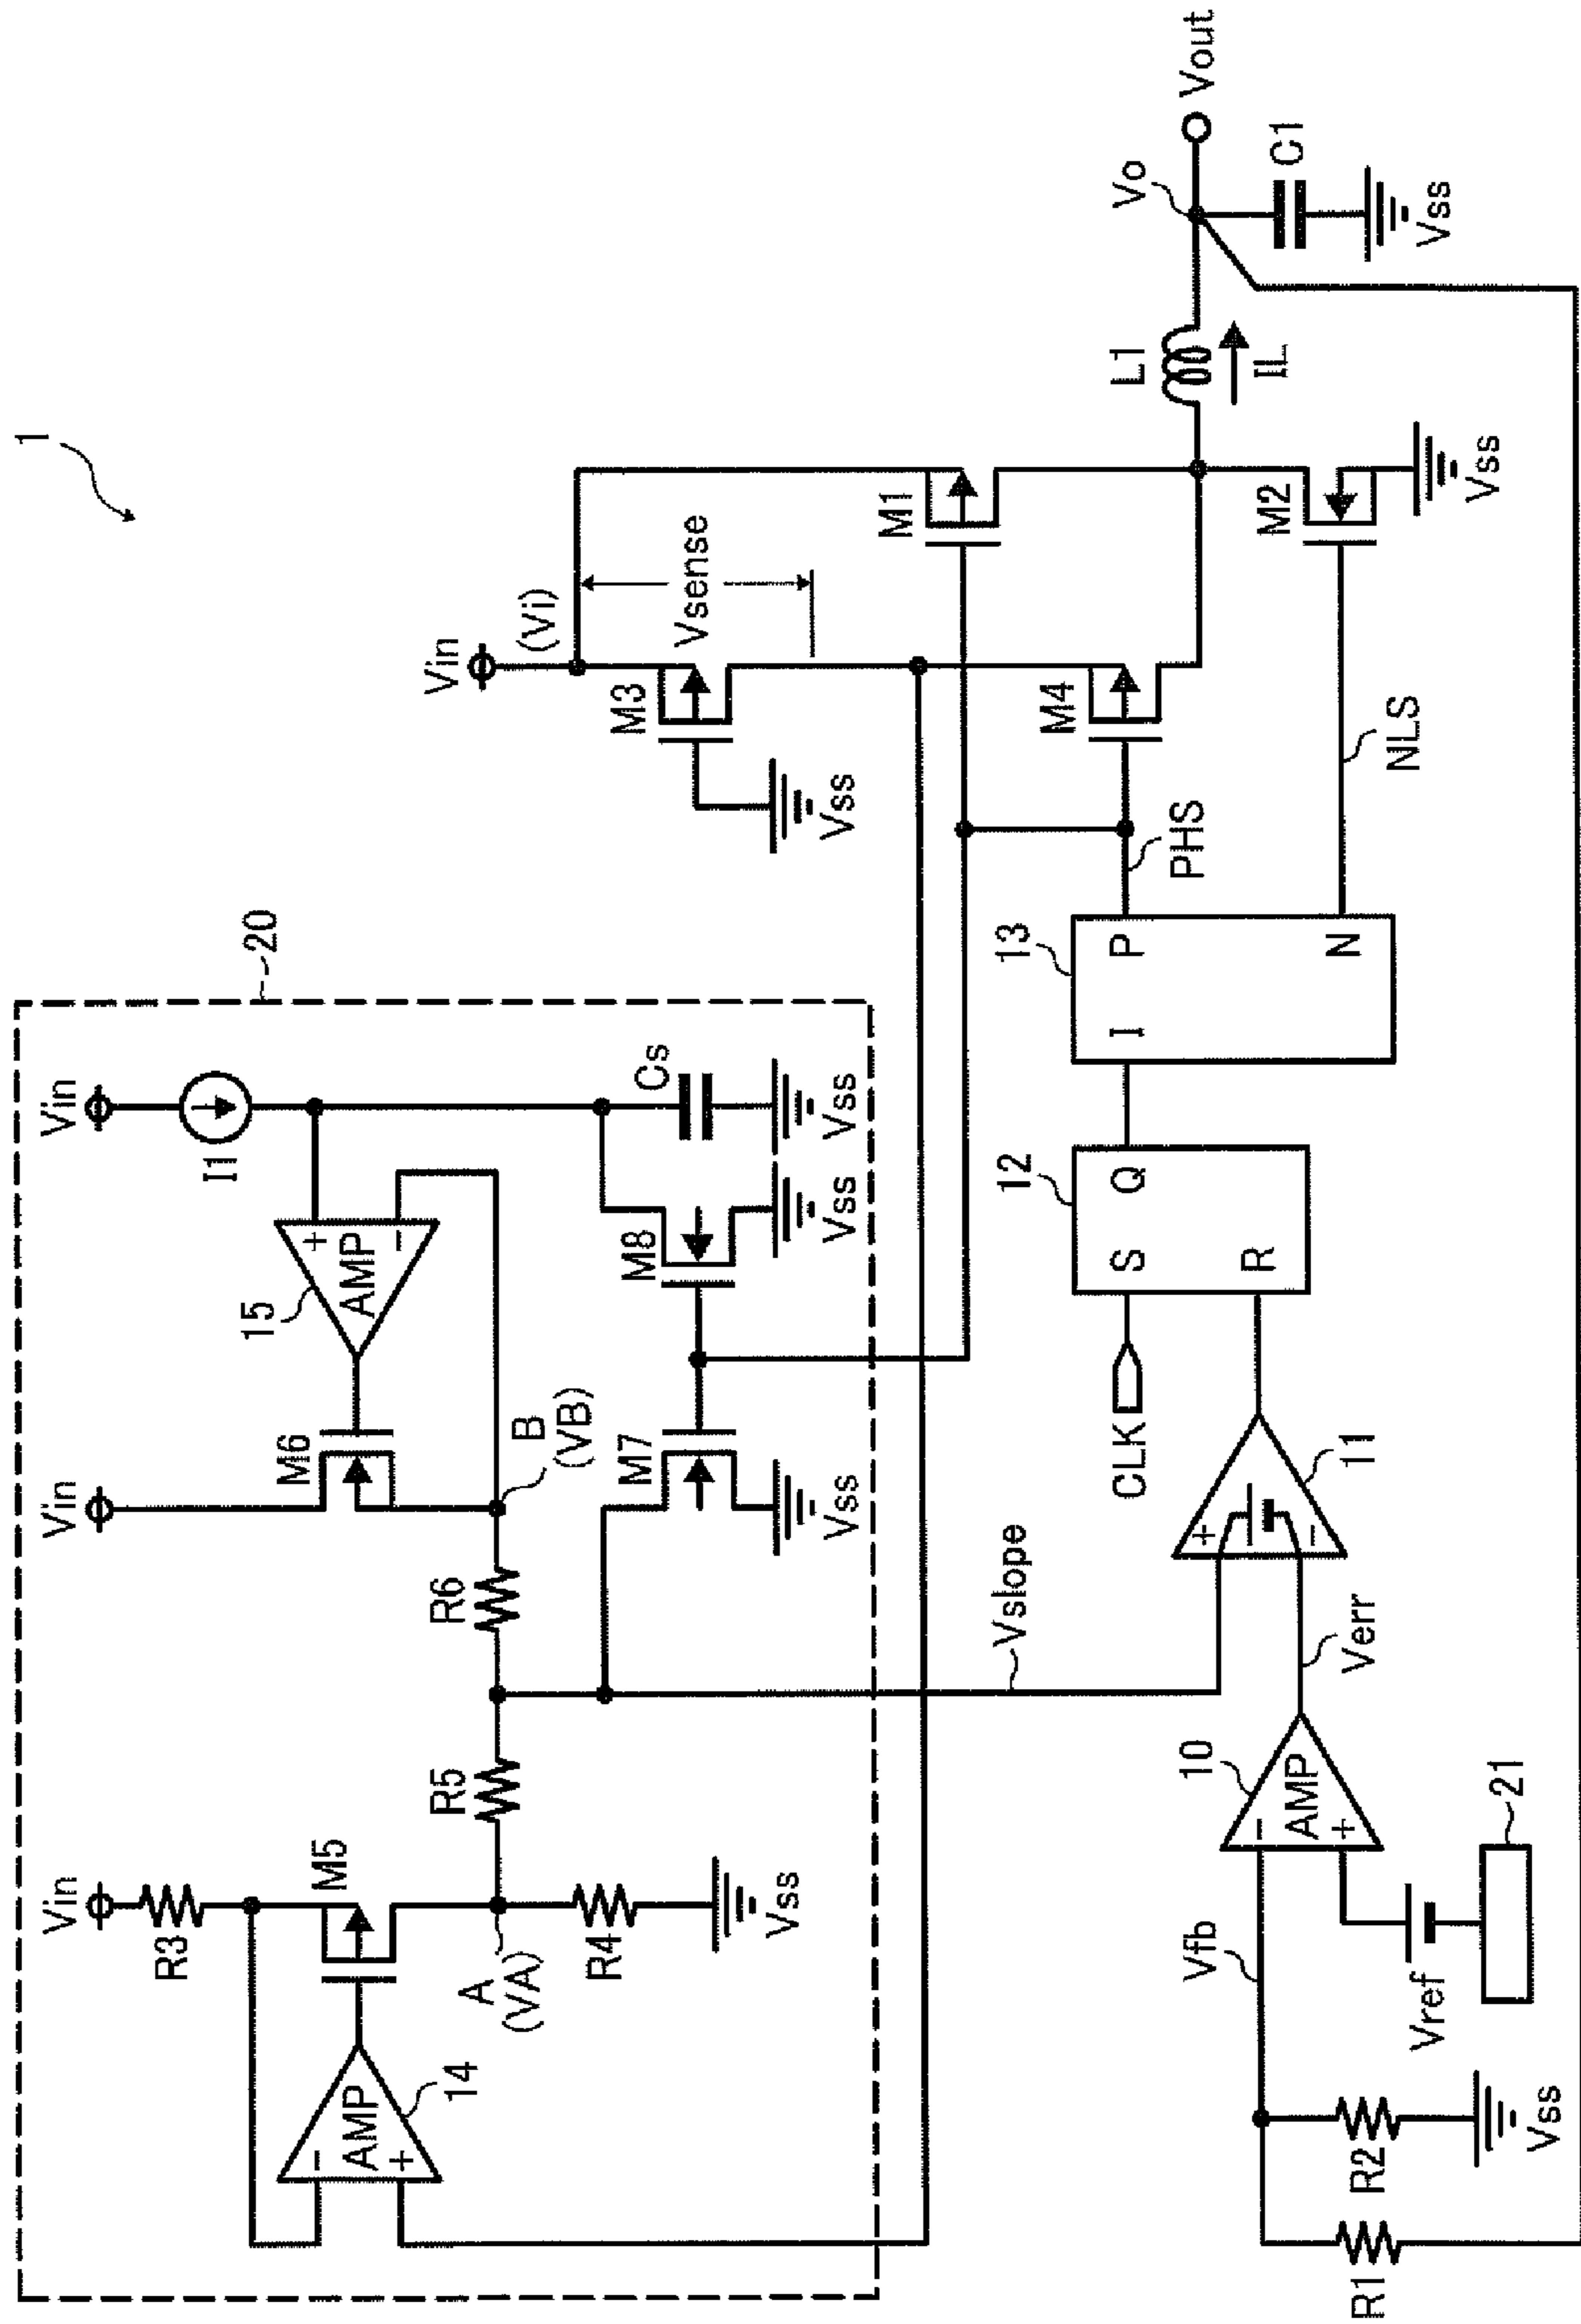 1
Vin
Vin
Vin
I1
R3
M5
M6
15
AMP
+
-
20
14
AMP
-
+
A
(VA)
R4
Vss
R5
R6
B
(VB)
M7
Vss
M8
Vss
Cs
Vss
Vin
(Vi)
M3
Vsense
Vss
M1
M4
PHS
NLS
M2
Vss
L1
IL
Vo
Vout
C1
Vss
Vslope
CLK
12
S
Q
R
13
I
P
N
11
+
-
Verr
10
AMP
-
+
Vfb
Vref
21
R1
R2
Vss